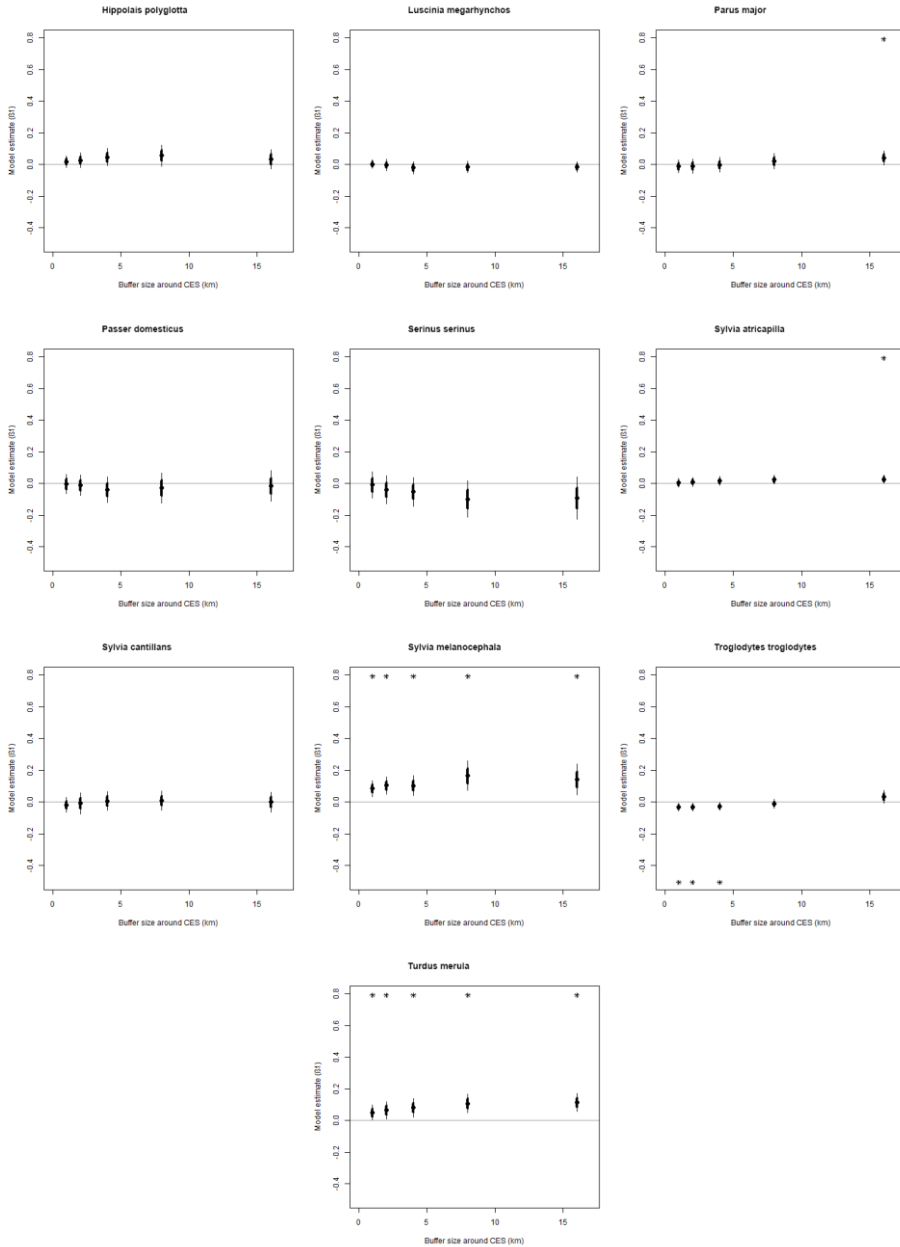 Hippolais polyglotta
Model estimate (ß1)
0.8
0.6
0.4
0.2
0.0
-0.2
-0.4
0 5 10 15
Buffer size around CES (km)
Luscinia megarhynchos
Model estimate (ß1)
0.8
0.6
0.4
0.2
0.0
-0.2
-0.4
0 5 10 15
Buffer size around CES (km)
Parus major
*
Model estimate (ß1)
0.8
0.6
0.4
0.2
0.0
-0.2
-0.4
0 5 10 15
Buffer size around CES (km)
Passer domesticus
Model estimate (ß1)
0.8
0.6
0.4
0.2
0.0
-0.2
-0.4
0 5 10 15
Buffer size around CES (km)
Serinus serinus
Model estimate (ß1)
0.8
0.6
0.4
0.2
0.0
-0.2
-0.4
0 5 10 15
Buffer size around CES (km)
Sylvia atricapilla
*
Model estimate (ß1)
0.8
0.6
0.4
0.2
0.0
-0.2
-0.4
0 5 10 15
Buffer size around CES (km)
Sylvia cantillans
Model estimate (ß1)
0.8
0.6
0.4
0.2
0.0
-0.2
-0.4
0 5 10 15
Buffer size around CES (km)
Sylvia melanocephala
* * * * *
Model estimate (ß1)
0.8
0.6
0.4
0.2
0.0
-0.2
-0.4
0 5 10 15
Buffer size around CES (km)
Troglodytes troglodytes
Model estimate (ß1)
0.8
0.6
0.4
0.2
0.0
-0.2
-0.4
* * *
0 5 10 15
Buffer size around CES (km)
Turdus merula
* * * * *
Model estimate (ß1)
0.8
0.6
0.4
0.2
0.0
-0.2
-0.4
0 5 10 15
Buffer size around CES (km)